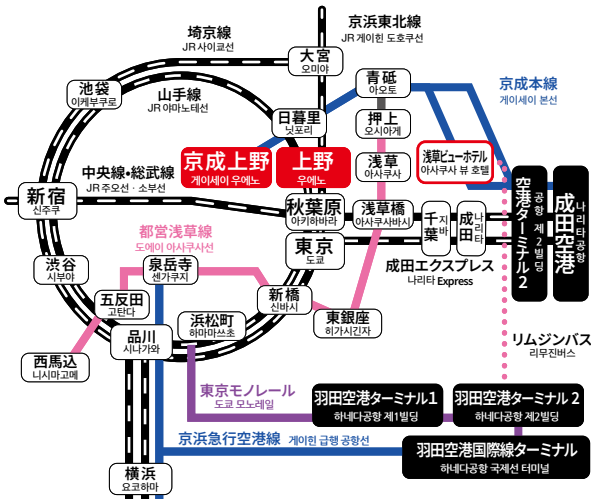 京浜東北線
JR 게이힌 도호쿠선
埼京線
JR 사이쿄선
大宮
오미야
池袋
이케부쿠로
山手線
JR 야마노테선
青砥
아오토
京成本線
게이세이 본선
日暮里
닛포리
押上
오시아게
京成上野
게이세이 우에노
上野
우에노
浅草
아사쿠사
浅草ビューホテル
아사쿠사 뷰 호텔
中央線•総武線
JR 주오선 · 소부선
新宿
신주쿠
秋葉原
아키하바라
浅草橋
아사쿠사바시
千葉
지바
成田
나리타
空港ターミナル2
공항 제2빌딩
成田空港
나리타공항
都営浅草線
도에이 아사쿠사선
東京
도쿄
渋谷
시부야
泉岳寺
센가쿠지
成田エクスプレス
나리타 Express
五反田
고탄다
新橋
신바시
浜松町
하마마쓰초
東銀座
히가시긴자
品川
시나가와
リムジンバス
리무진버스
西馬込
니시마고메
東京モノレール
도쿄 모노레일
羽田空港ターミナル1
하네다공항 제1빌딩
羽田空港ターミナル 2
하네다공항 제2빌딩
京浜急行空港線 게이힌 급행 공항선
羽田空港国際線ターミナル
하네다공항 국제선 터미널
横浜
요코하마